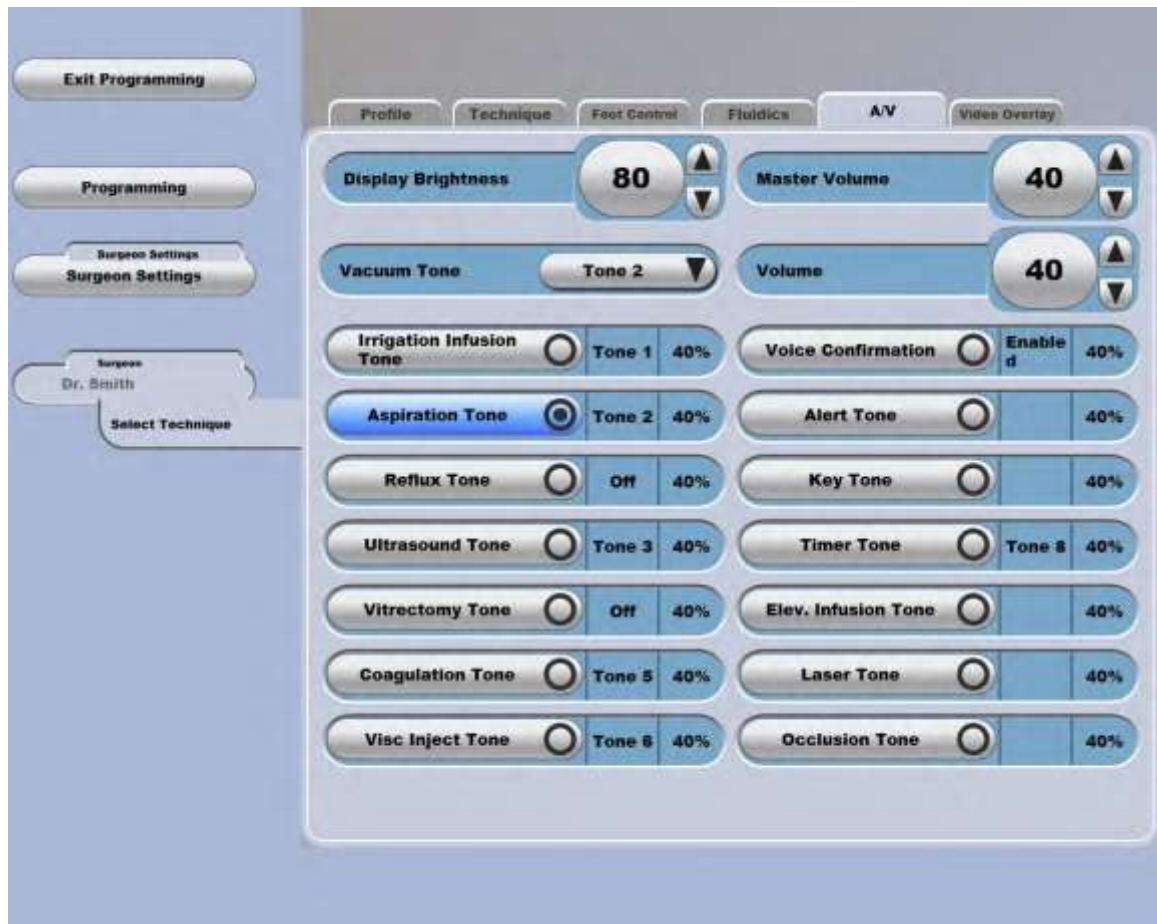 Exit Programming
Programming
Surgeon Settings
Surgeon Settings
Surgeon
Dr. Smith
Select Technique
Profile Technique Foot Control Fluidics A/V Video Overlay
Display Brightness 80 Master Volume 40
Vacuum Tone Tone 2 Volume 40
Irrigation Infusion
Tone Tone 1 40% Voice Confirmation Enable
d 40%
Aspiration Tone Tone 2 40% Alert Tone 40%
Reflux Tone Off 40% Key Tone 40%
Ultrasound Tone Tone 3 40% Timer Tone Tone 8 40%
Vitrectomy Tone Off 40% Elev. Infusion Tone 40%
Coagulation Tone Tone 5 40% Laser Tone 40%
Visc Inject Tone Tone 6 40% Occlusion Tone 40%